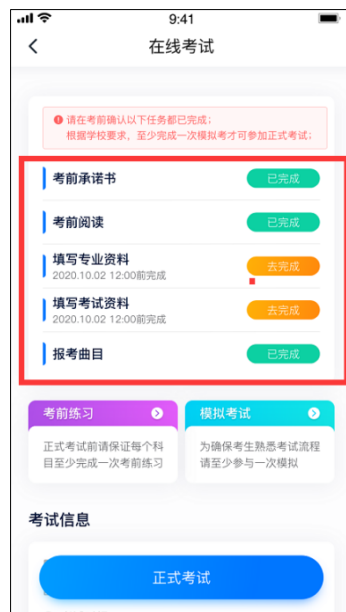 9:41
在线考试
请在考前确认以下任务都已完成；
根据学校要求，至少完成一次模拟考才可参加正式考试；
考前承诺书
已完成
考前阅读
已完成
填写专业资料
去完成
2020.10.02 12:00前完成
填写考试资料
去完成
2020.10.02 12:00前完成
报考曲目
已完成
考前练习
模拟考试
正式考试前请保证每个科
目至少完成一次考前练习
为确保考生熟悉考试流程
请至少参与一次模拟
考试信息
正式考试